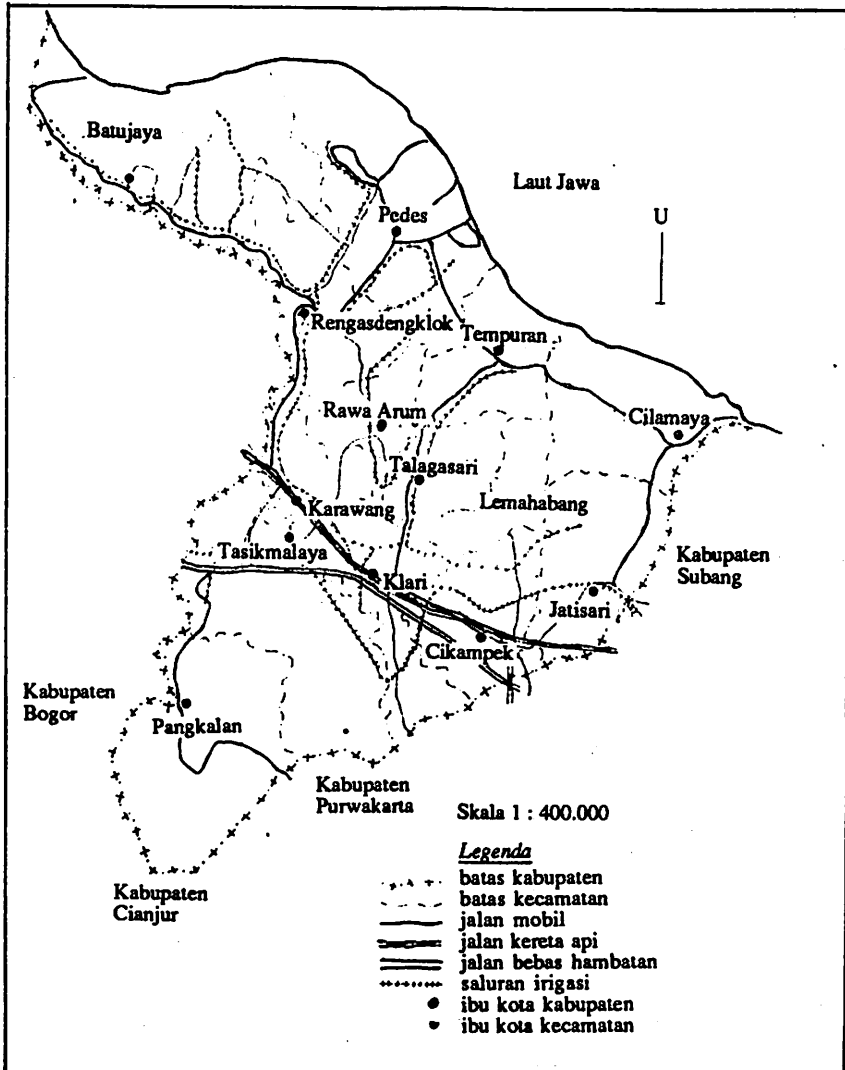 Batujaya
Laut Jawa
U
Pedes
Rengasdengklok
Tempuran
Rawa Arum
Cilamaya
Talagasari
Lemahabang
Karawang
Tasikmalaya
Kabupaten
Subang
Klari
Jatisari
Cikampek
Kabupaten
Bogor
Pangkalan
Kabupaten
Purwakarta
Skala 1 : 400.000
Kabupaten
Cianjur
Legenda
batas kabupaten
batas kecamatan
jalan mobil
jalan kereta api
jalan bebas hambatan
saluran irigasi
ibu kota kabupaten
ibu kota kecamatan